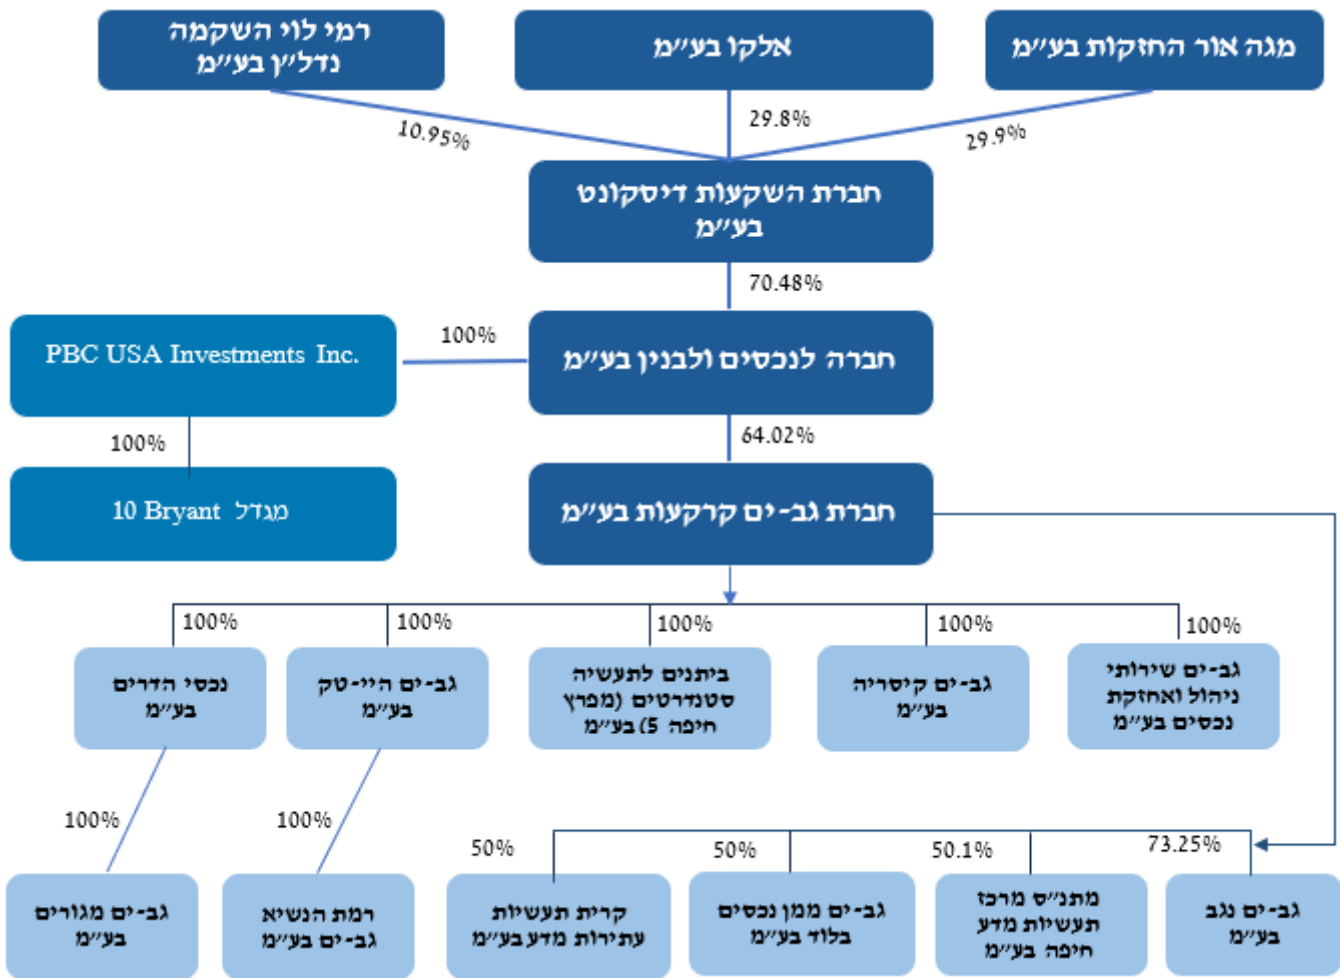 מגה אור החזקות בע״מ
אלקו בע״מ
רמי לוי השקמה
נדל״ן בע״מ
29.9%
29.8%
10.95%
חברת השקעות דיסקונט
בע״מ
70.48%
חברה לנכסים ולבנין בע״מ
100%
PBC USA Investments Inc.
100%
מגדל 10 Bryant
64.02%
חברת גב-ים קרקעות בע״מ
100%
100%
100%
100%
100%
גב-ים שירותי
ניהול ואחזקת
נכסים בע״מ
גב-ים קיסריה
בע״מ
ביתנים לתעשיה
סטנדרטים (מפרץ
חיפה 5) בע״מ
גב-ים היי-טק
בע״מ
נכסי הדרים
בע״מ
73.25%
50.1%
50%
50%
100%
100%
גב-ים נגב
בע״מ
מתנ״ס מרכז
תעשיות מדע
חיפה בע״מ
גב-ים ממן נכסים
בלוד בע״מ
קרית תעשיות
עתירות מדע בע״מ
רמת הנשיא
גב-ים בע״מ
גב-ים מגורים
בע״מ